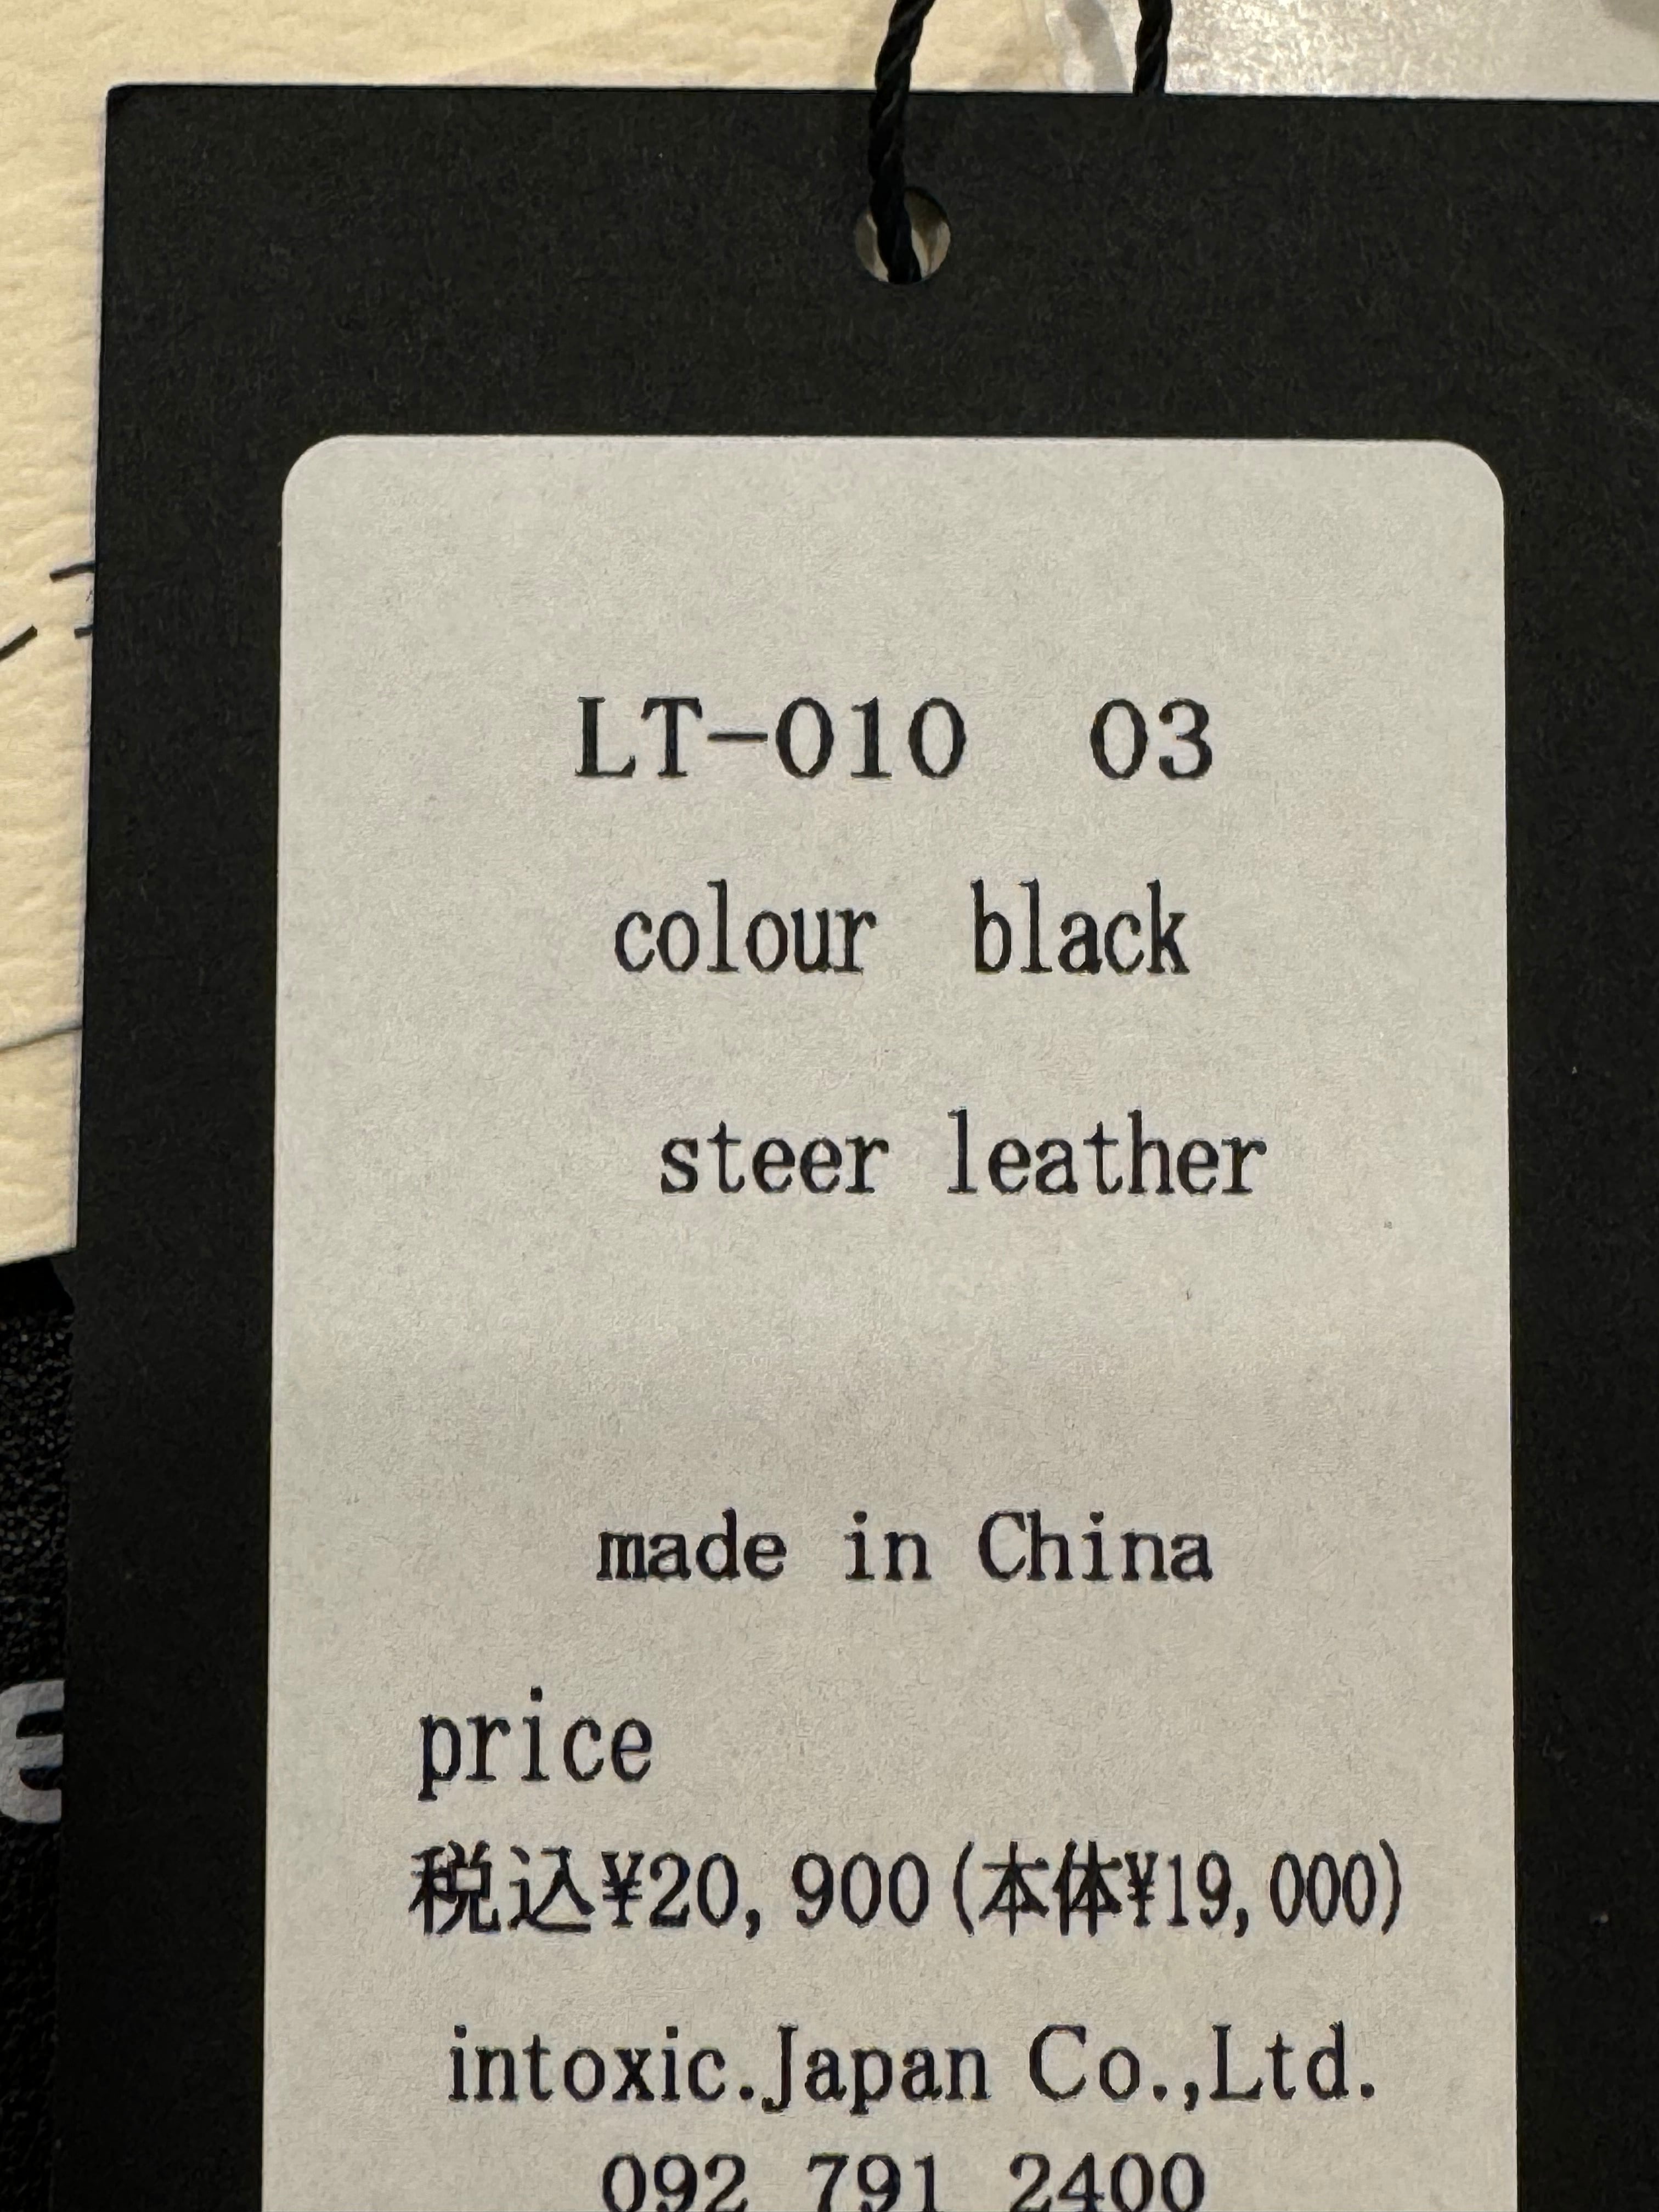 LT-010 03
colour black
steer leather
made in China
price
税込¥20,900(本体¥19,000)
intoxic.Japan Co.,Ltd.
092 791 2400